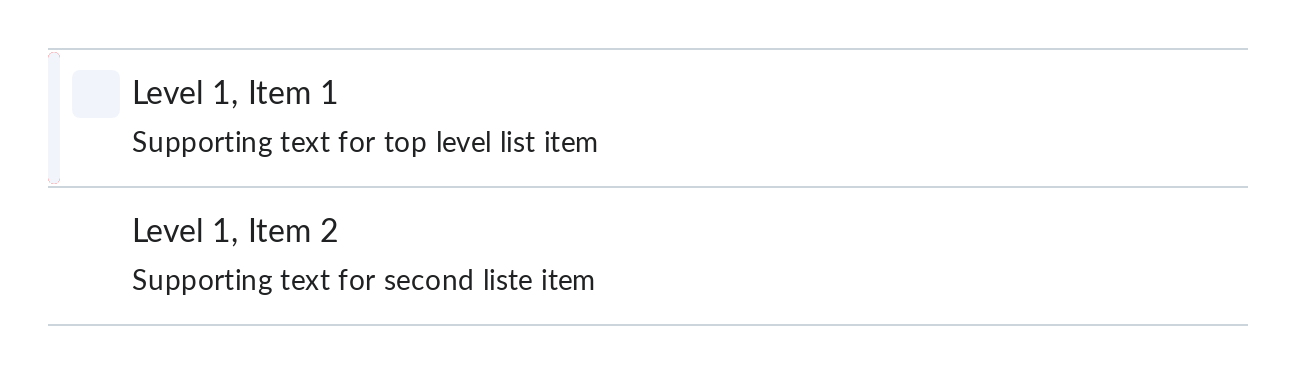 Level 1, Item 1
Supporting text for top level list item
Level 1, Item 2
Supporting text for second liste item